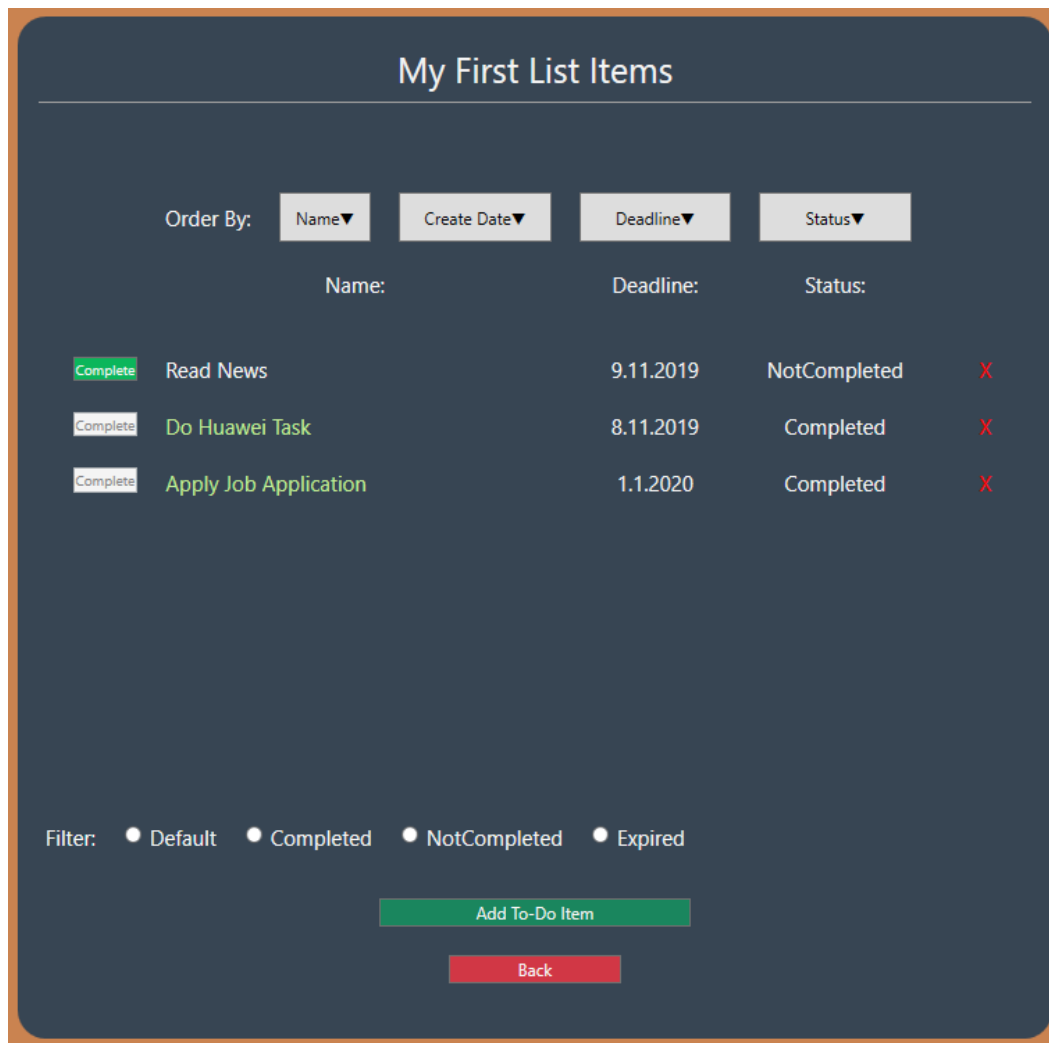 My First List Items
Order By: Name▼ Create Date▼ Deadline▼ Status▼
Name: Deadline: Status:
Complete Read News 9.11.2019 NotCompleted X
Complete Do Huawei Task 8.11.2019 Completed X
Complete Apply Job Application 1.1.2020 Completed X
Filter: Default Completed NotCompleted Expired
Add To-Do Item
Back